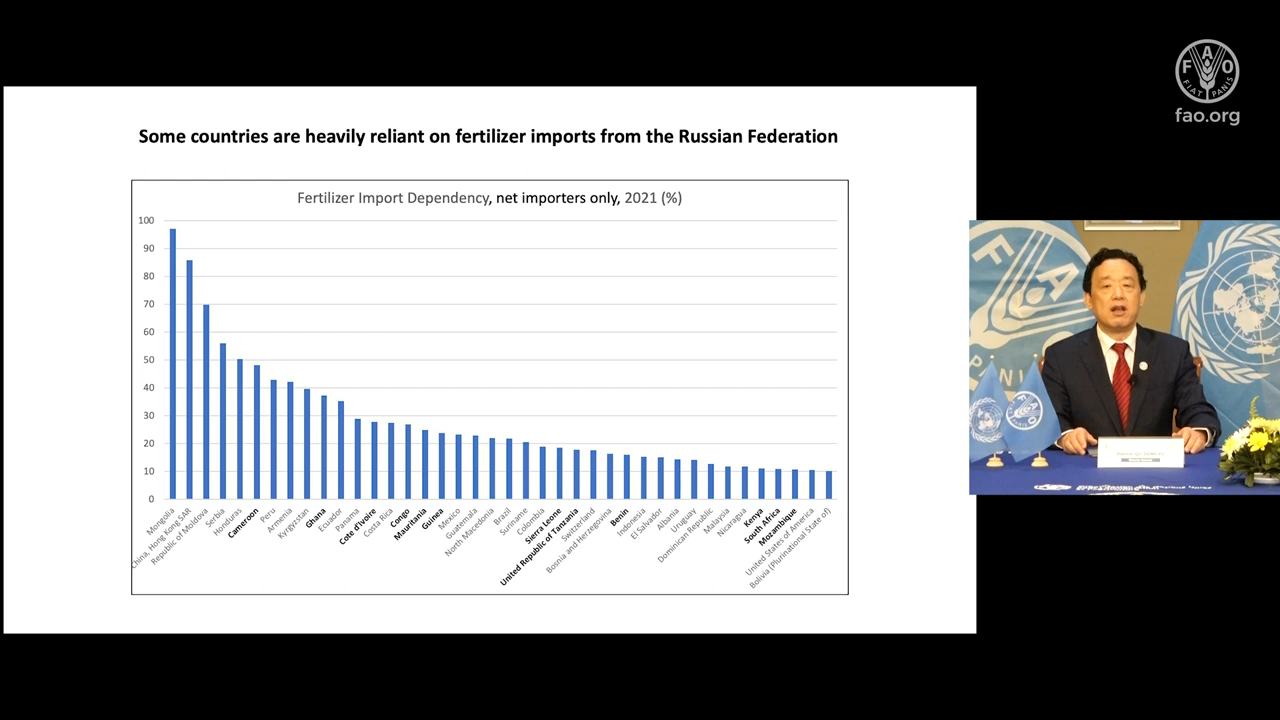 FAO
FIAT PANIS
fao.org
Some countries are heavily reliant on fertilizer imports from the Russian Federation
Fertilizer Import Dependency, net importers only, 2021 (%)
100
90
80
70
60
50
40
30
20
10
0
Mongolia
China, Hong Kong SAR
Republic of Moldova
Serbia
Honduras
Cameroon
Peru
Armenia
Kyrgyzstan
Ghana
Ecuador
Panama
Cote d'Ivoire
Costa Rica
Congo
Mauritania
Guinea
Mexico
Guatemala
North Macedonia
Brazil
Suriname
Colombia
Sierra Leone
United Republic of Tanzania
Switzerland
Bosnia and Herzegovina
Benin
Indonesia
El Salvador
Albania
Uruguay
Dominican Republic
Malaysia
Nicaragua
Kenya
South Africa
Mozambique
United States of America
Bolivia (Plurinational State of)
F A
PANI
FAO